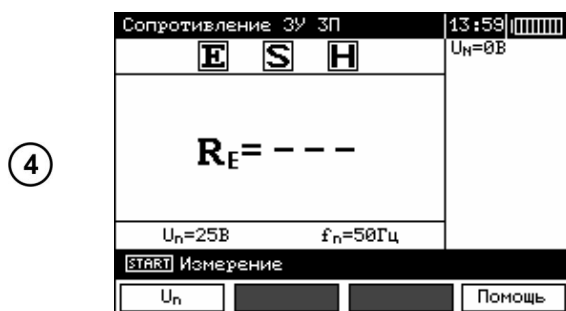 Сопротивление ЗУ 3П 13:59
E S H UN=0В
4
RE= ---
Un=25В fn=50Гц
START Измерение
Un Помощь